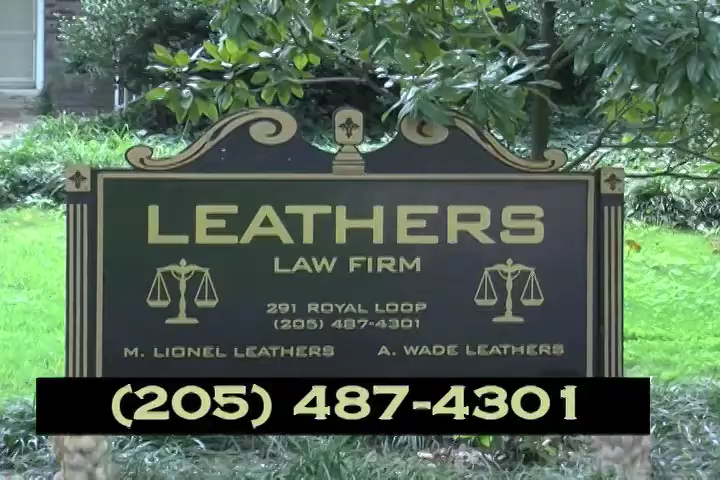 LEATHERS
LAW FIRM
291 ROYAL LOOP
(205) 487-4301
M. LIONEL LEATHERS A. WADE LEATHERS
(205) 487-4301